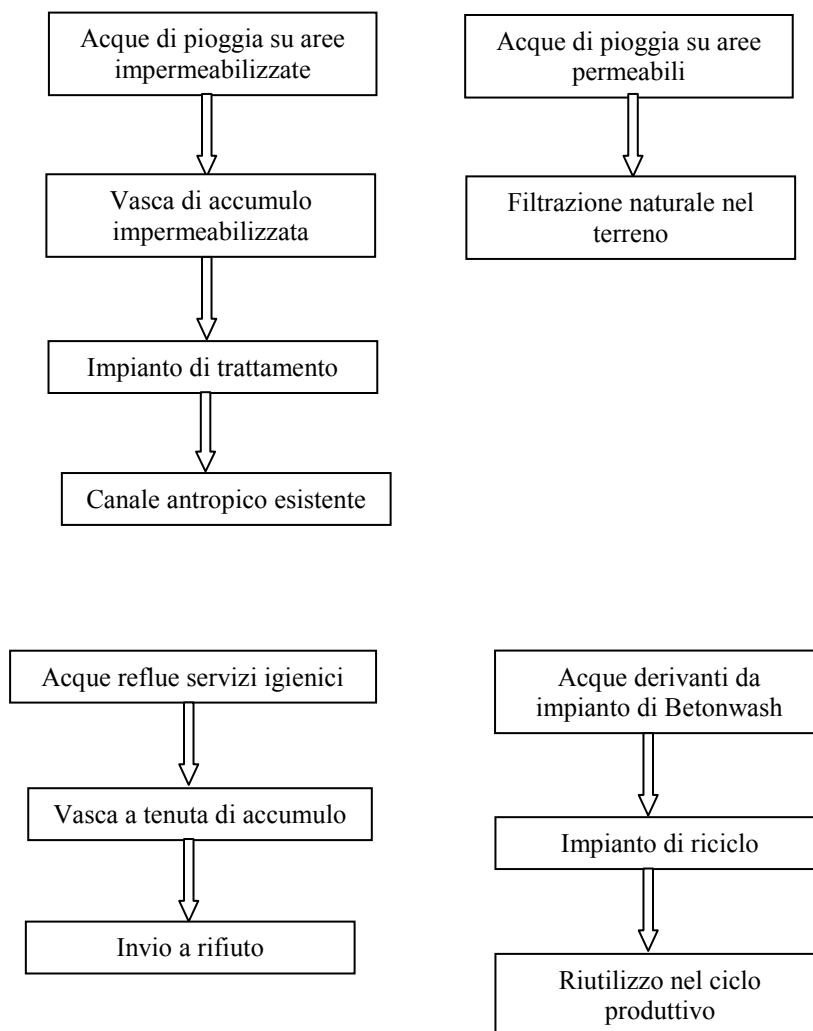 Acque di pioggia su aree
impermeabilizzate
Vasca di accumulo
impermeabilizzata
Impianto di trattamento
Canale antropico esistente
Acque di pioggia su aree
permeabili
Filtrazione naturale nel
terreno
Acque reflue servizi igienici
Vasca a tenuta di accumulo
Invio a rifiuto
Acque derivanti da
impianto di Betonwash
Impianto di riciclo
Riutilizzo nel ciclo
produttivo